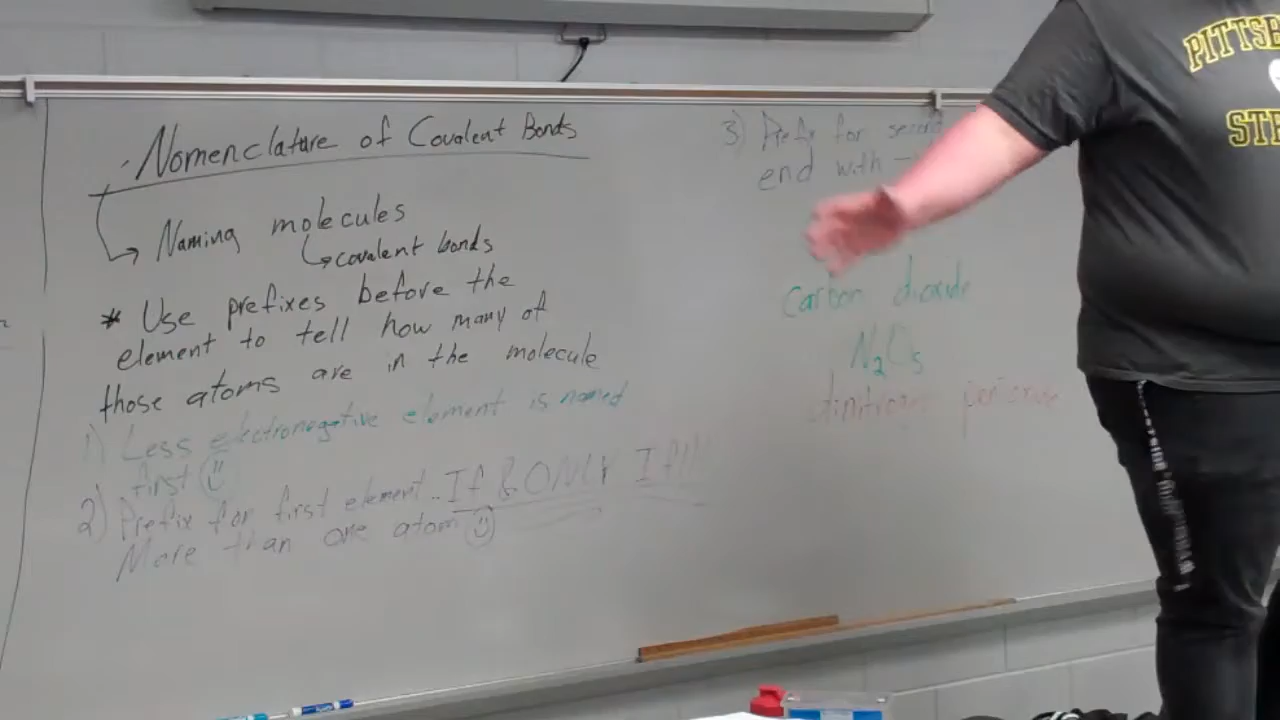 Nomenclature of Covalent Bonds
Naming molecules
covalent bonds
* Use prefixes before the
element to tell how many of
those atoms are in the molecule
1) Less electronegative element is named
first
2) Prefix for first element.. If & ONLY If!!!
More than one atom
3) Prefix for second
end with -
carbon dioxide
N₂O₅
dinitrogen pentoxide
PITTSB
STE